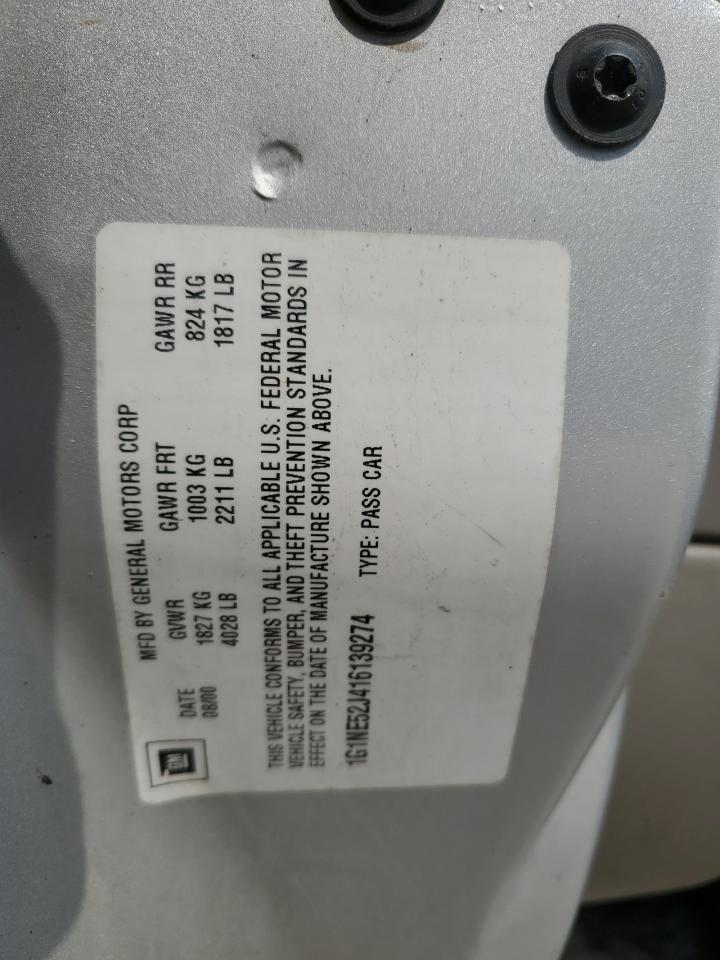 MFD BY GENERAL MOTORS CORP
DATE GVWR GAWR FRT GAWR RR
08/00 1827 KG 1003 KG 824 KG
4028 LB 2211 LB 1817 LB
GM
THIS VEHICLE CONFORMS TO ALL APPLICABLE U.S. FEDERAL MOTOR
VEHICLE SAFETY, BUMPER, AND THEFT PREVENTION STANDARDS IN
EFFECT ON THE DATE OF MANUFACTURE SHOWN ABOVE.
1G1NE52J416139274 TYPE: PASS CAR